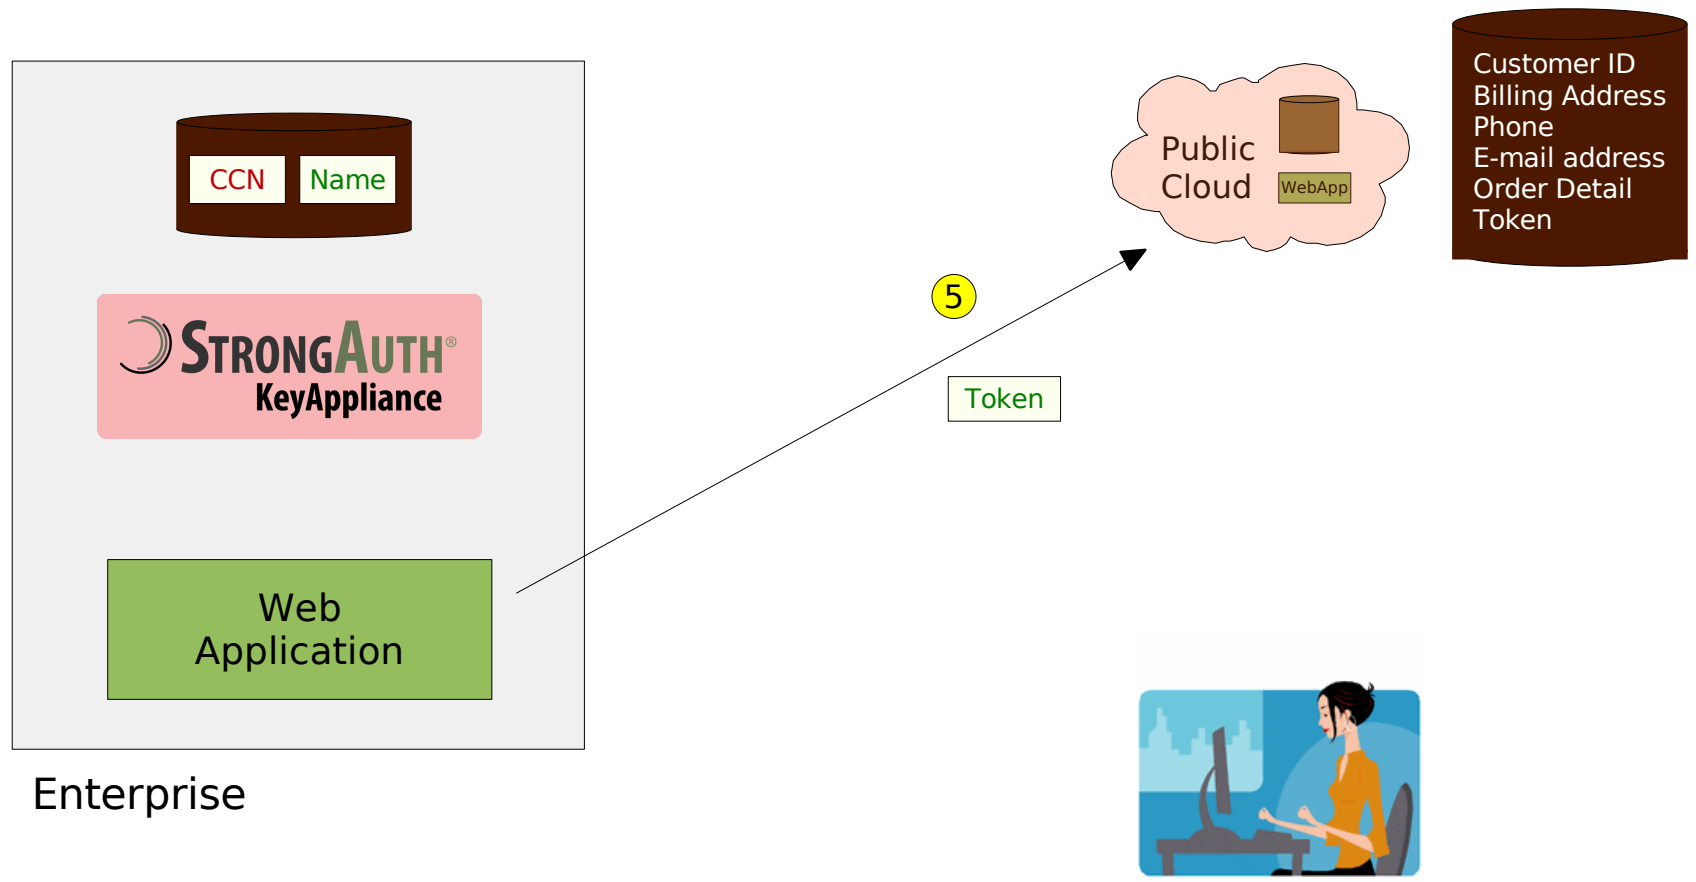 CCN
Name
STRONGAUTH®
KeyAppliance
Web
Application
Enterprise
5
Token
Public
Cloud
WebApp
Customer ID
Billing Address
Phone
E-mail address
Order Detail
Token